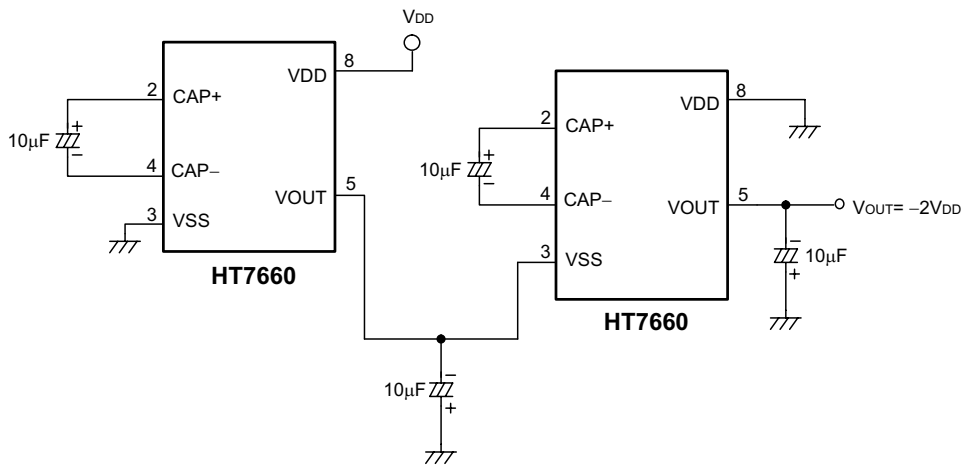 VDD
8
VDD
2
CAP+
+
10μF
−
4
CAP−
5
VOUT
3
VSS
HT7660
8
VDD
2
CAP+
+
10μF
−
4
CAP−
5
VOUT
VOUT= −2VDD
3
VSS
−
10μF
+
HT7660
−
10μF
+